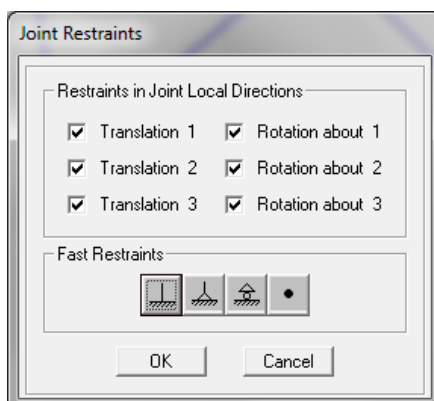 Joint Restraints
Restraints in Joint Local Directions
Translation 1 Rotation about 1
Translation 2 Rotation about 2
Translation 3 Rotation about 3
Fast Restraints
OK Cancel